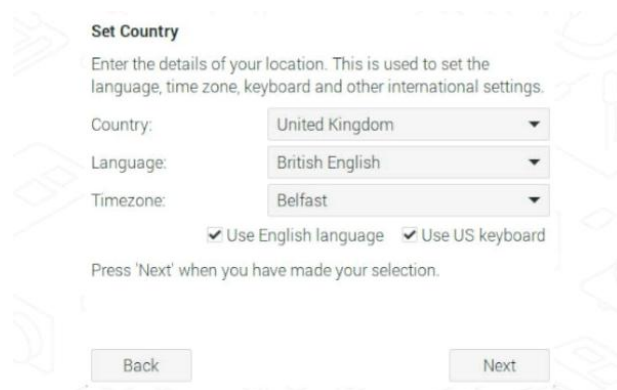 Set Country
Enter the details of your location. This is used to set the
language, time zone, keyboard and other international settings.
Country: United Kingdom
Language: British English
Timezone: Belfast
Use English language Use US keyboard
Press 'Next' when you have made your selection.
Back Next